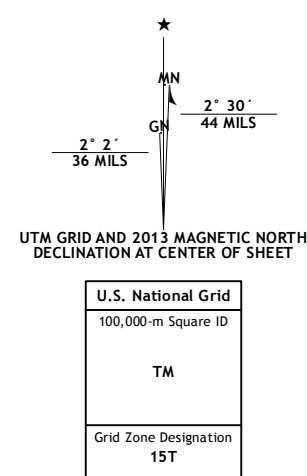 ★
MN
2° 30´
44 MILS
GN
2° 2´
36 MILS
UTM GRID AND 2013 MAGNETIC NORTH
DECLINATION AT CENTER OF SHEET
U.S. National Grid
100,000-m Square ID
TM
Grid Zone Designation
15T